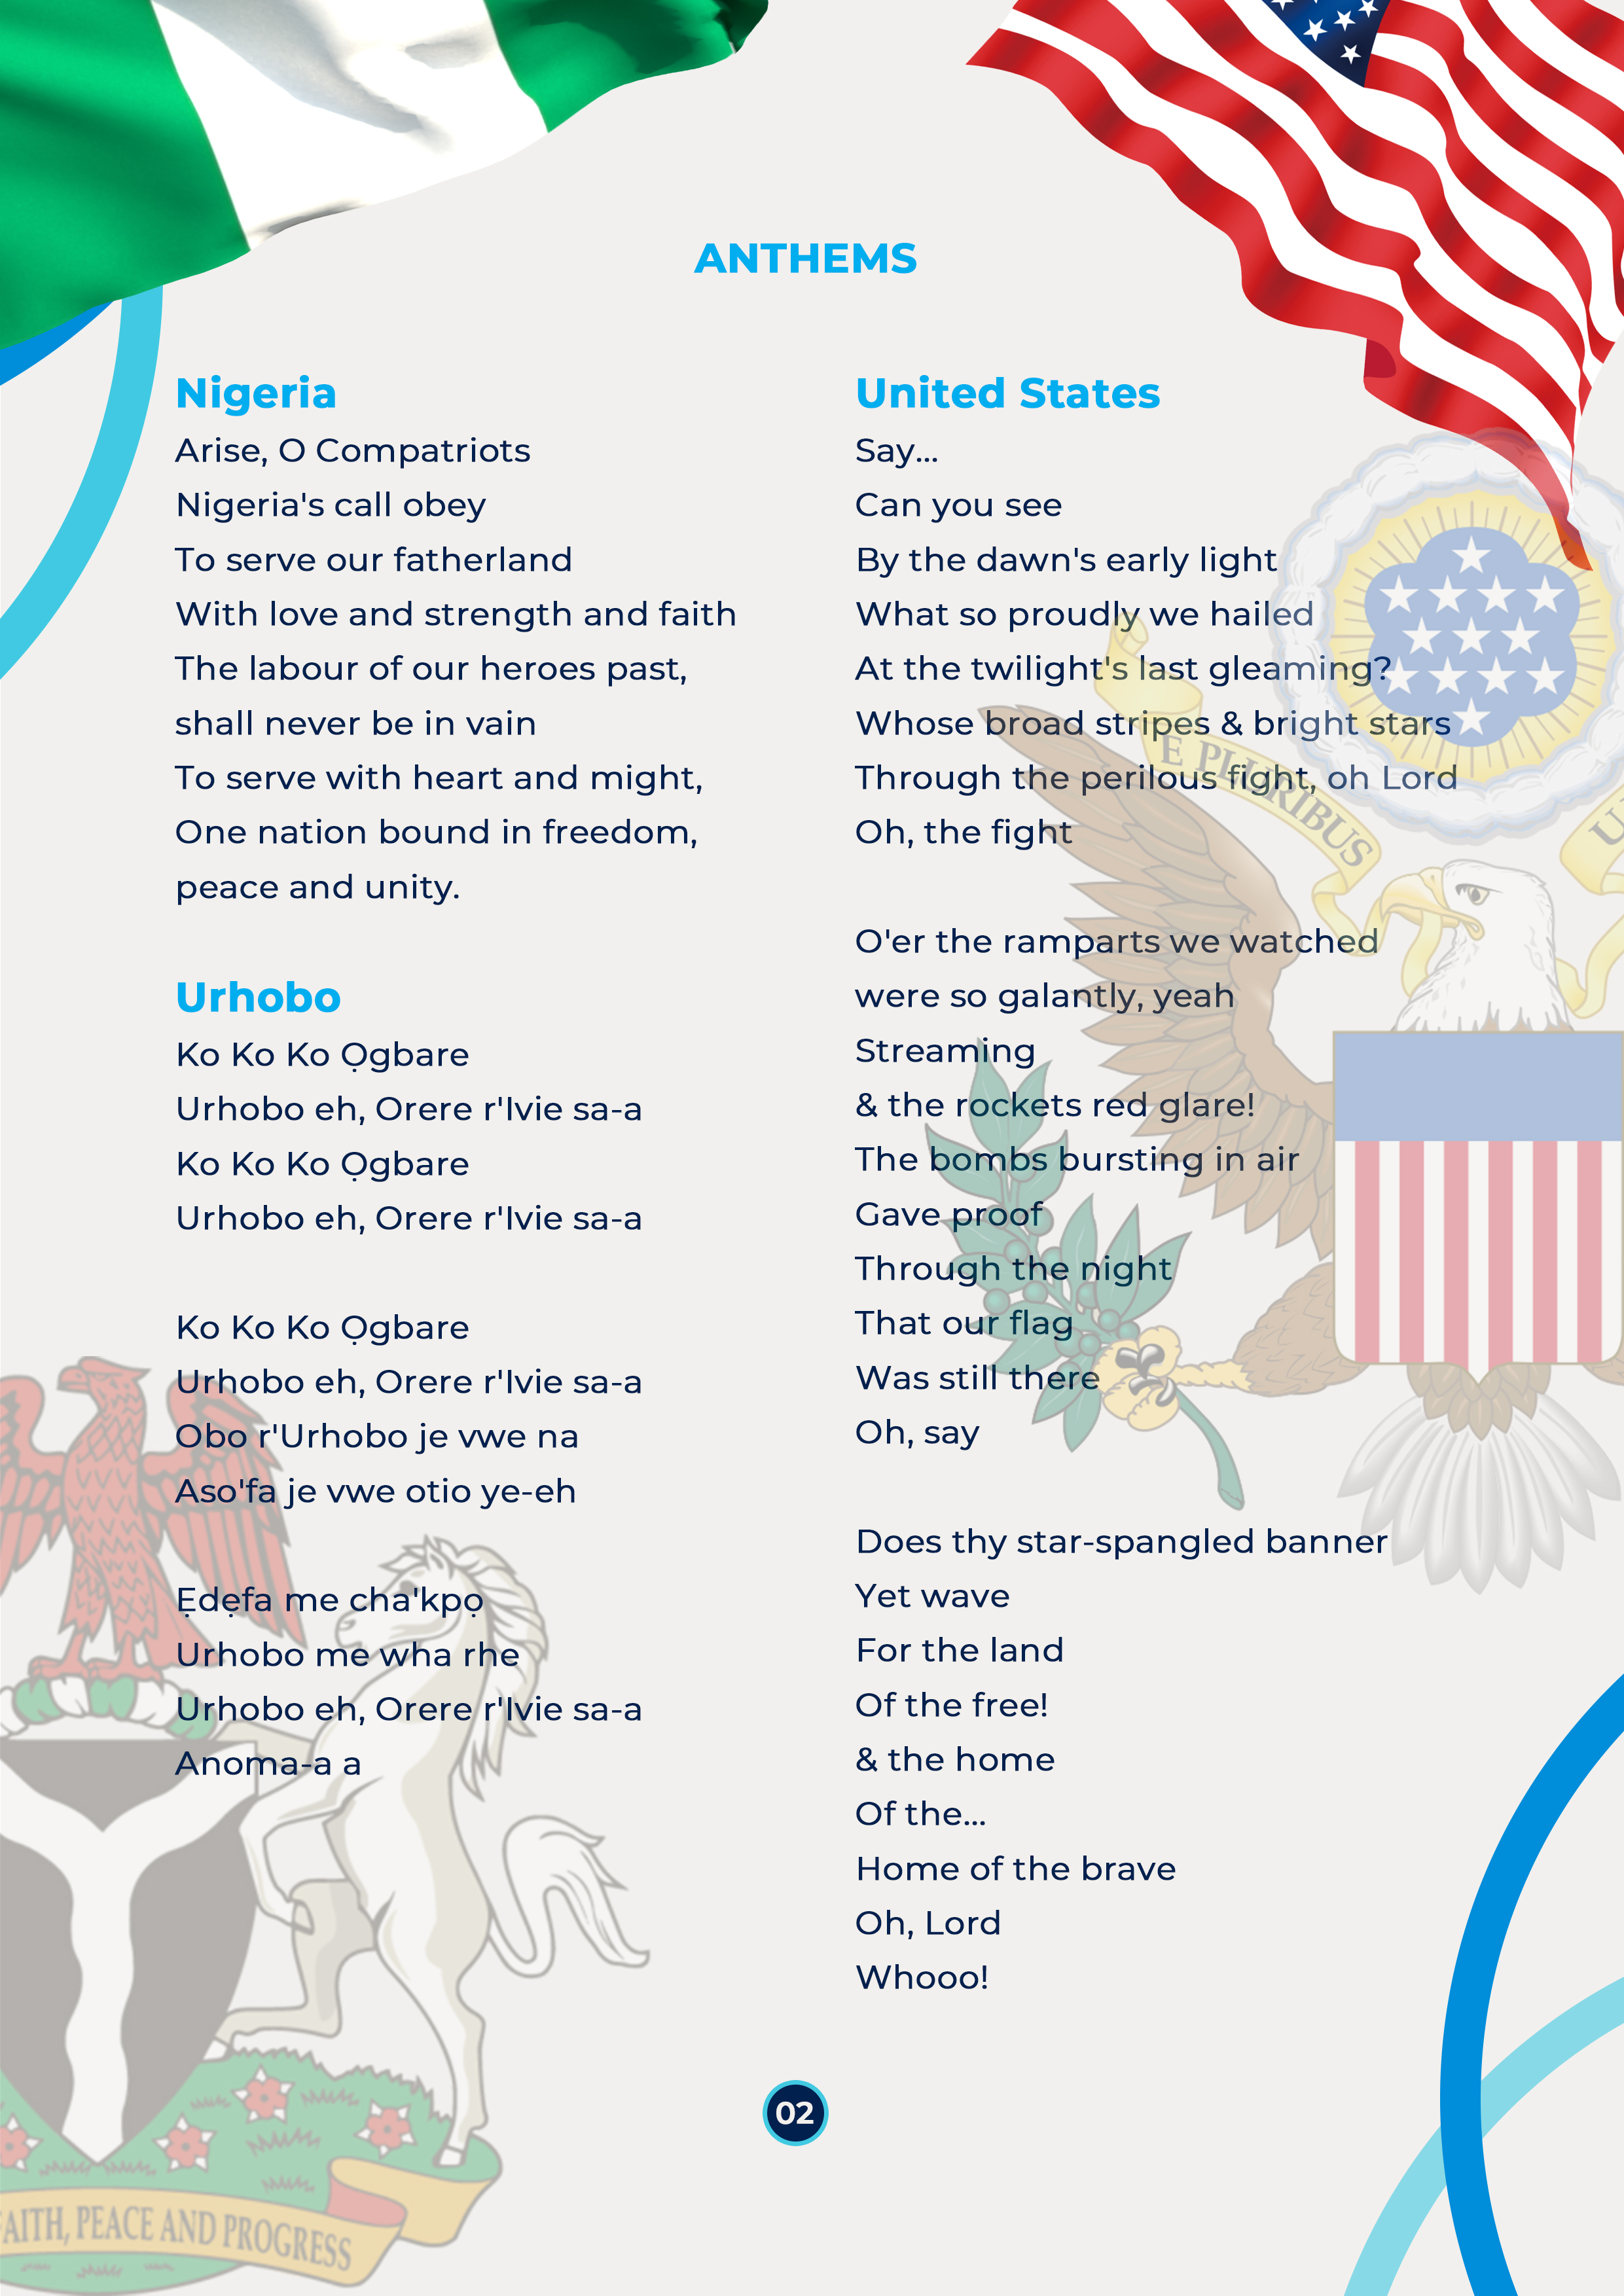 ANTHEMS
Nigeria
Arise, O Compatriots
Nigeria's call obey
To serve our fatherland
With love and strength and faith
The labour of our heroes past,
shall never be in vain
To serve with heart and might,
One nation bound in freedom,
peace and unity.
Urhobo
Ko Ko Ko Ọgbare
Urhobo eh, Orere r'Ivie sa-a
Ko Ko Ko Ọgbare
Urhobo eh, Orere r'Ivie sa-a
Ko Ko Ko Ọgbare
Urhobo eh, Orere r'Ivie sa-a
Obo r'Urhobo je vwe na
Aso'fa je vwe otio ye-eh
Ẹdẹfa me cha'kpọ
Urhobo me wha rhe
Urhobo eh, Orere r'Ivie sa-a
Anoma-a a
FAITH, PEACE AND PROGRESS
United States
Say...
Can you see
By the dawn's early light
What so proudly we hailed
At the twilight's last gleaming?
Whose broad stripes & bright stars
Through the perilous fight, oh Lord
Oh, the fight
O'er the ramparts we watched
were so galantly, yeah
Streaming
& the rockets red glare!
The bombs bursting in air
Gave proof
Through the night
That our flag
Was still there
Oh, say
Does thy star-spangled banner
Yet wave
For the land
Of the free!
& the home
Of the...
Home of the brave
Oh, Lord
Whooo!
E PLURIBUS U
02